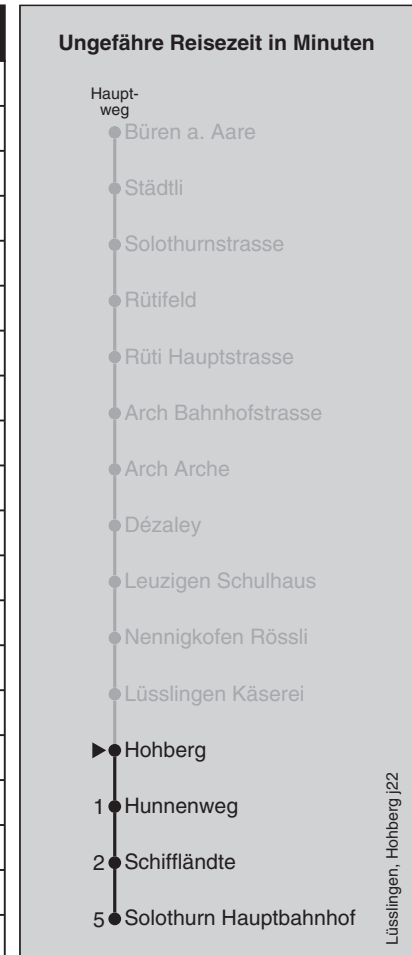 Ungefähre Reisezeit in Minuten
Haupt-
weg
Büren a. Aare
Städtli
Solothurnstrasse
Rütifeld
Rüti Hauptstrasse
Arch Bahnhofstrasse
Arch Arche
Dézaley
Leuzigen Schulhaus
Nennigkofen Rössli
Lüsslingen Käserei
Hohberg
1 Hunnenweg
2 Schiffländte
5 Solothurn Hauptbahnhof
Lüsslingen, Hohberg j22